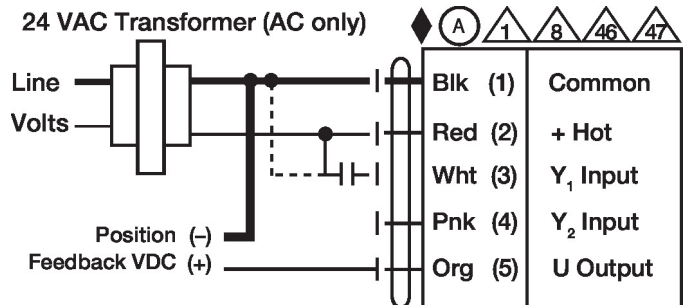 24 VAC Transformer (AC only)
A 1 8 46 47
Line
Volts
Blk (1) Common
Red (2) + Hot
Wht (3) Y₁ Input
Pnk (4) Y₂ Input
Position (–)
Feedback VDC (+)
Org (5) U Output